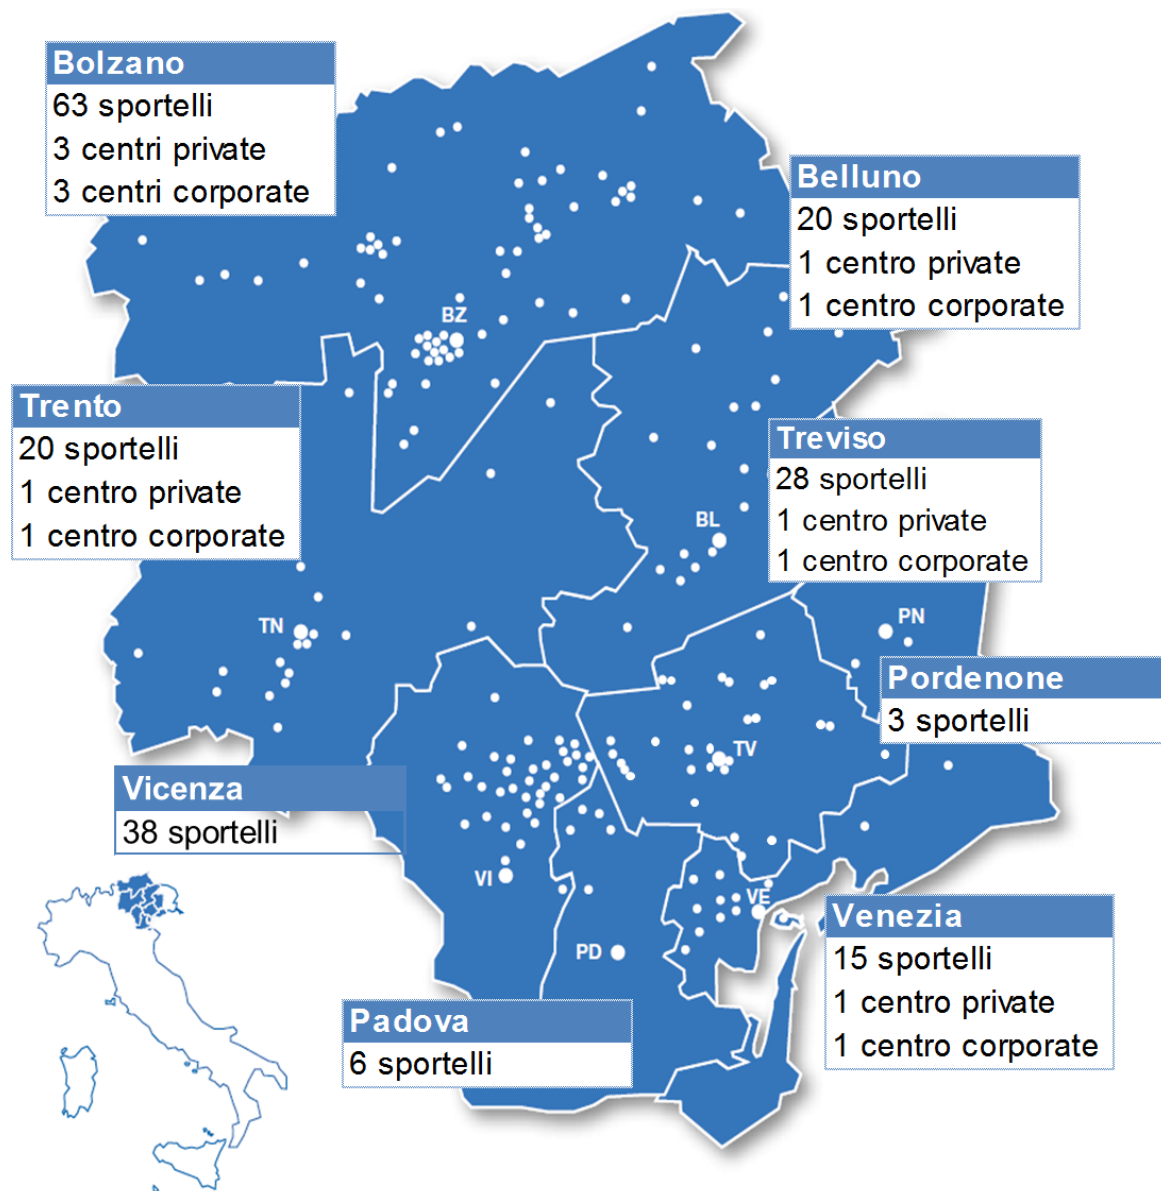 Bolzano
63 sportelli
3 centri private
3 centri corporate
Belluno
20 sportelli
1 centro private
1 centro corporate
BZ
Trento
20 sportelli
1 centro private
1 centro corporate
Treviso
28 sportelli
1 centro private
1 centro corporate
BL
TN
PN
Pordenone
3 sportelli
TV
Vicenza
38 sportelli
VI
VE
Venezia
15 sportelli
1 centro private
1 centro corporate
PD
Padova
6 sportelli